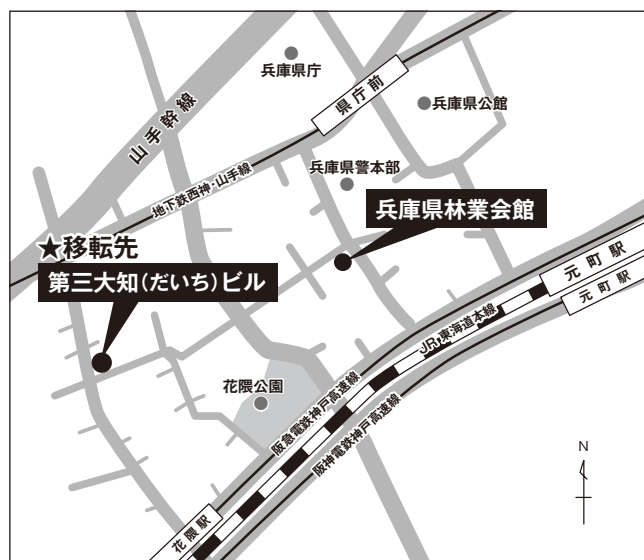 兵庫県庁
県庁前
兵庫県公館
山手幹線
地下鉄西神・山手線
兵庫県警本部
兵庫県林業会館
★移転先
第三大知(だいち)ビル
元町駅
元町駅
JR東海道本線
花隈公園
阪急電鉄神戸高速線
阪神電鉄神戸高速線
花隈駅
N